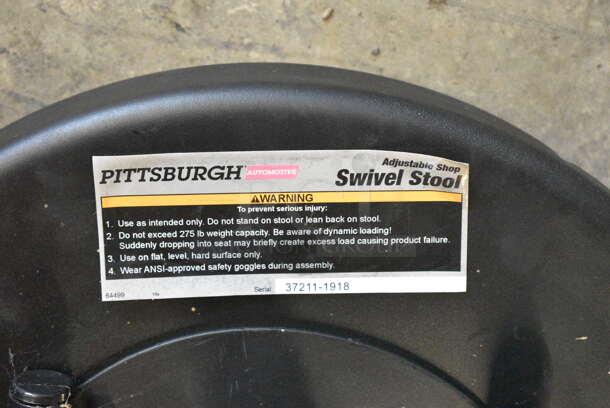 PITTSBURGH AUTOMOTIVE
Adjustable Shop
Swivel Stool
WARNING
To prevent serious injury:
1. Use as intended only. Do not stand on stool or lean back on stool.
2. Do not exceed 275 lb weight capacity. Be aware of dynamic loading!
Suddenly dropping into seat may briefly create excess load causing product failure.
3. Use on flat, level, hard surface only.
4. Wear ANSI-approved safety goggles during assembly.
Serial: 37211-1918
64499